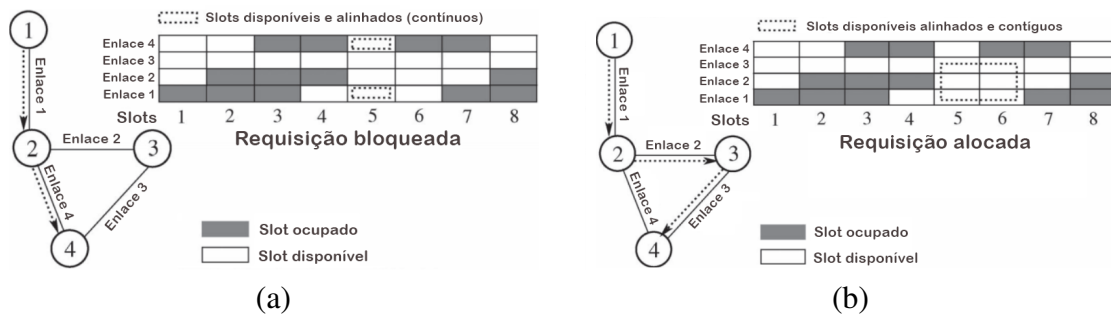 Slots disponíveis e alinhados (contínuos)
1
Enlace 4
Enlace 3
Enlace 2
Enlace 1
Slots 1 2 3 4 5 6 7 8
Requisição bloqueada
Enlace 1
2
Enlace 2
3
Enlace 4
Enlace 3
4
Slot ocupado
Slot disponível
(a)
Slots disponíveis alinhados e contíguos
1
Enlace 4
Enlace 3
Enlace 2
Enlace 1
Slots 1 2 3 4 5 6 7 8
Requisição alocada
Enlace 1
2
Enlace 2
3
Enlace 4
Enlace 3
4
Slot ocupado
Slot disponível
(b)